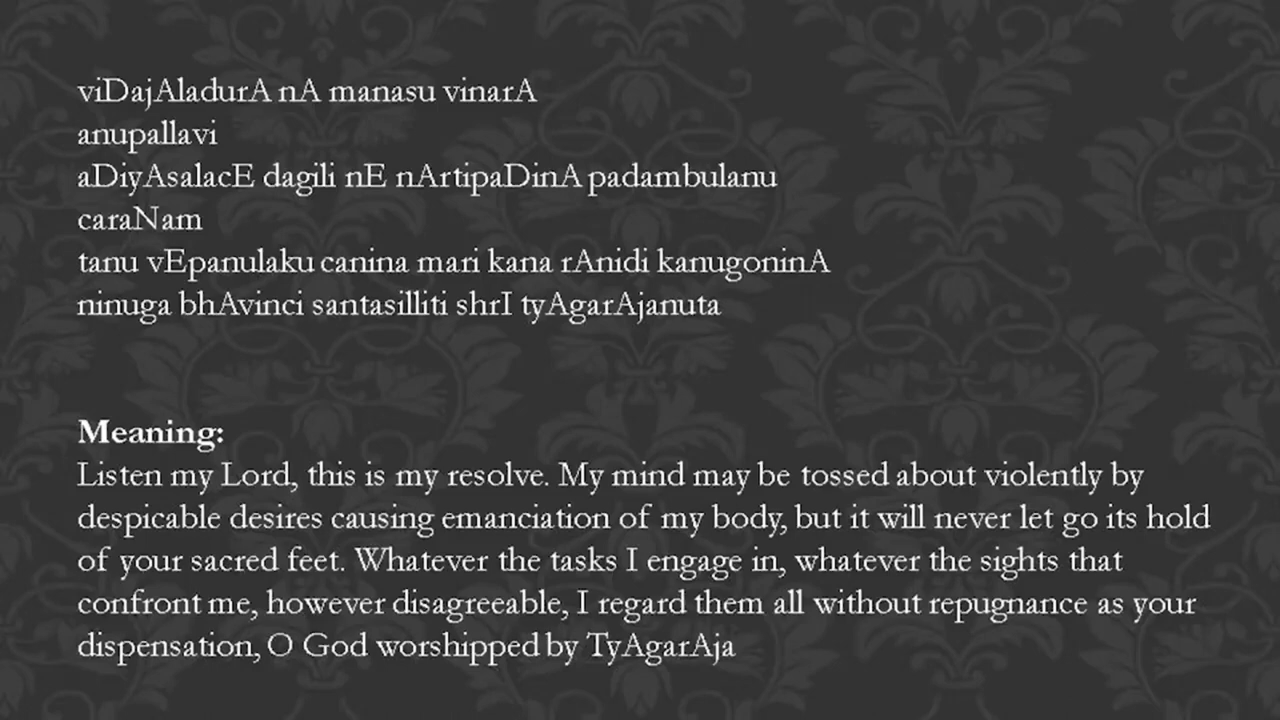 viDajAladurA nA manasu vinarA
anupallavi
aDiyAsalacE dagili nE nArtipaDinA padambulanu
caraNam
tanu vEpanulaku canina mari kana rAnidi kanugoninA
ninuga bhAvinci santasilliti shrI tyAgarAjanuta
Meaning:
Listen my Lord, this is my resolve. My mind may be tossed about violently by
despicable desires causing emanciation of my body, but it will never let go its hold
of your sacred feet. Whatever the tasks I engage in, whatever the sights that
confront me, however disagreeable, I regard them all without repugnance as your
dispensation, O God worshipped by TyAgarAja